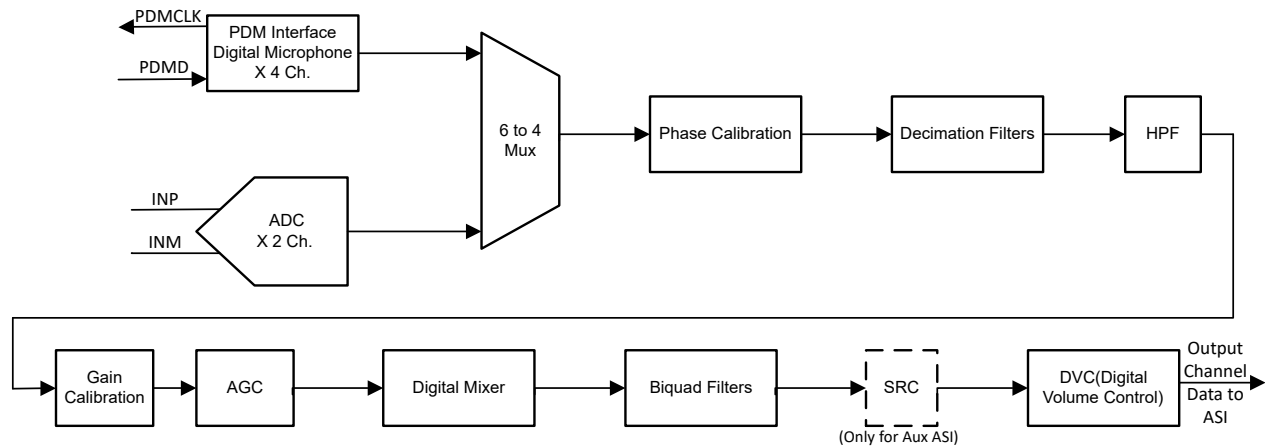 PDMCLK
PDMD
PDM Interface
Digital Microphone
X 4 Ch.
INP
INM
ADC
X 2 Ch.
6 to 4
Mux
Phase Calibration
Decimation Filters
HPF
Gain
Calibration
AGC
Digital Mixer
Biquad Filters
SRC
(Only for Aux ASI)
DVC(Digital
Volume Control)
Output
Channel
Data to
ASI